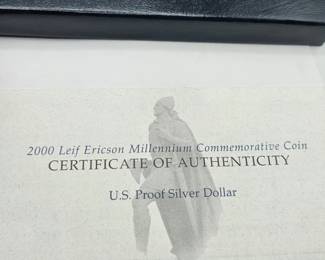 2000 Leif Ericson Millennium Commemorative Coin
CERTIFICATE OF AUTHENTICITY
U.S. Proof Silver Dollar